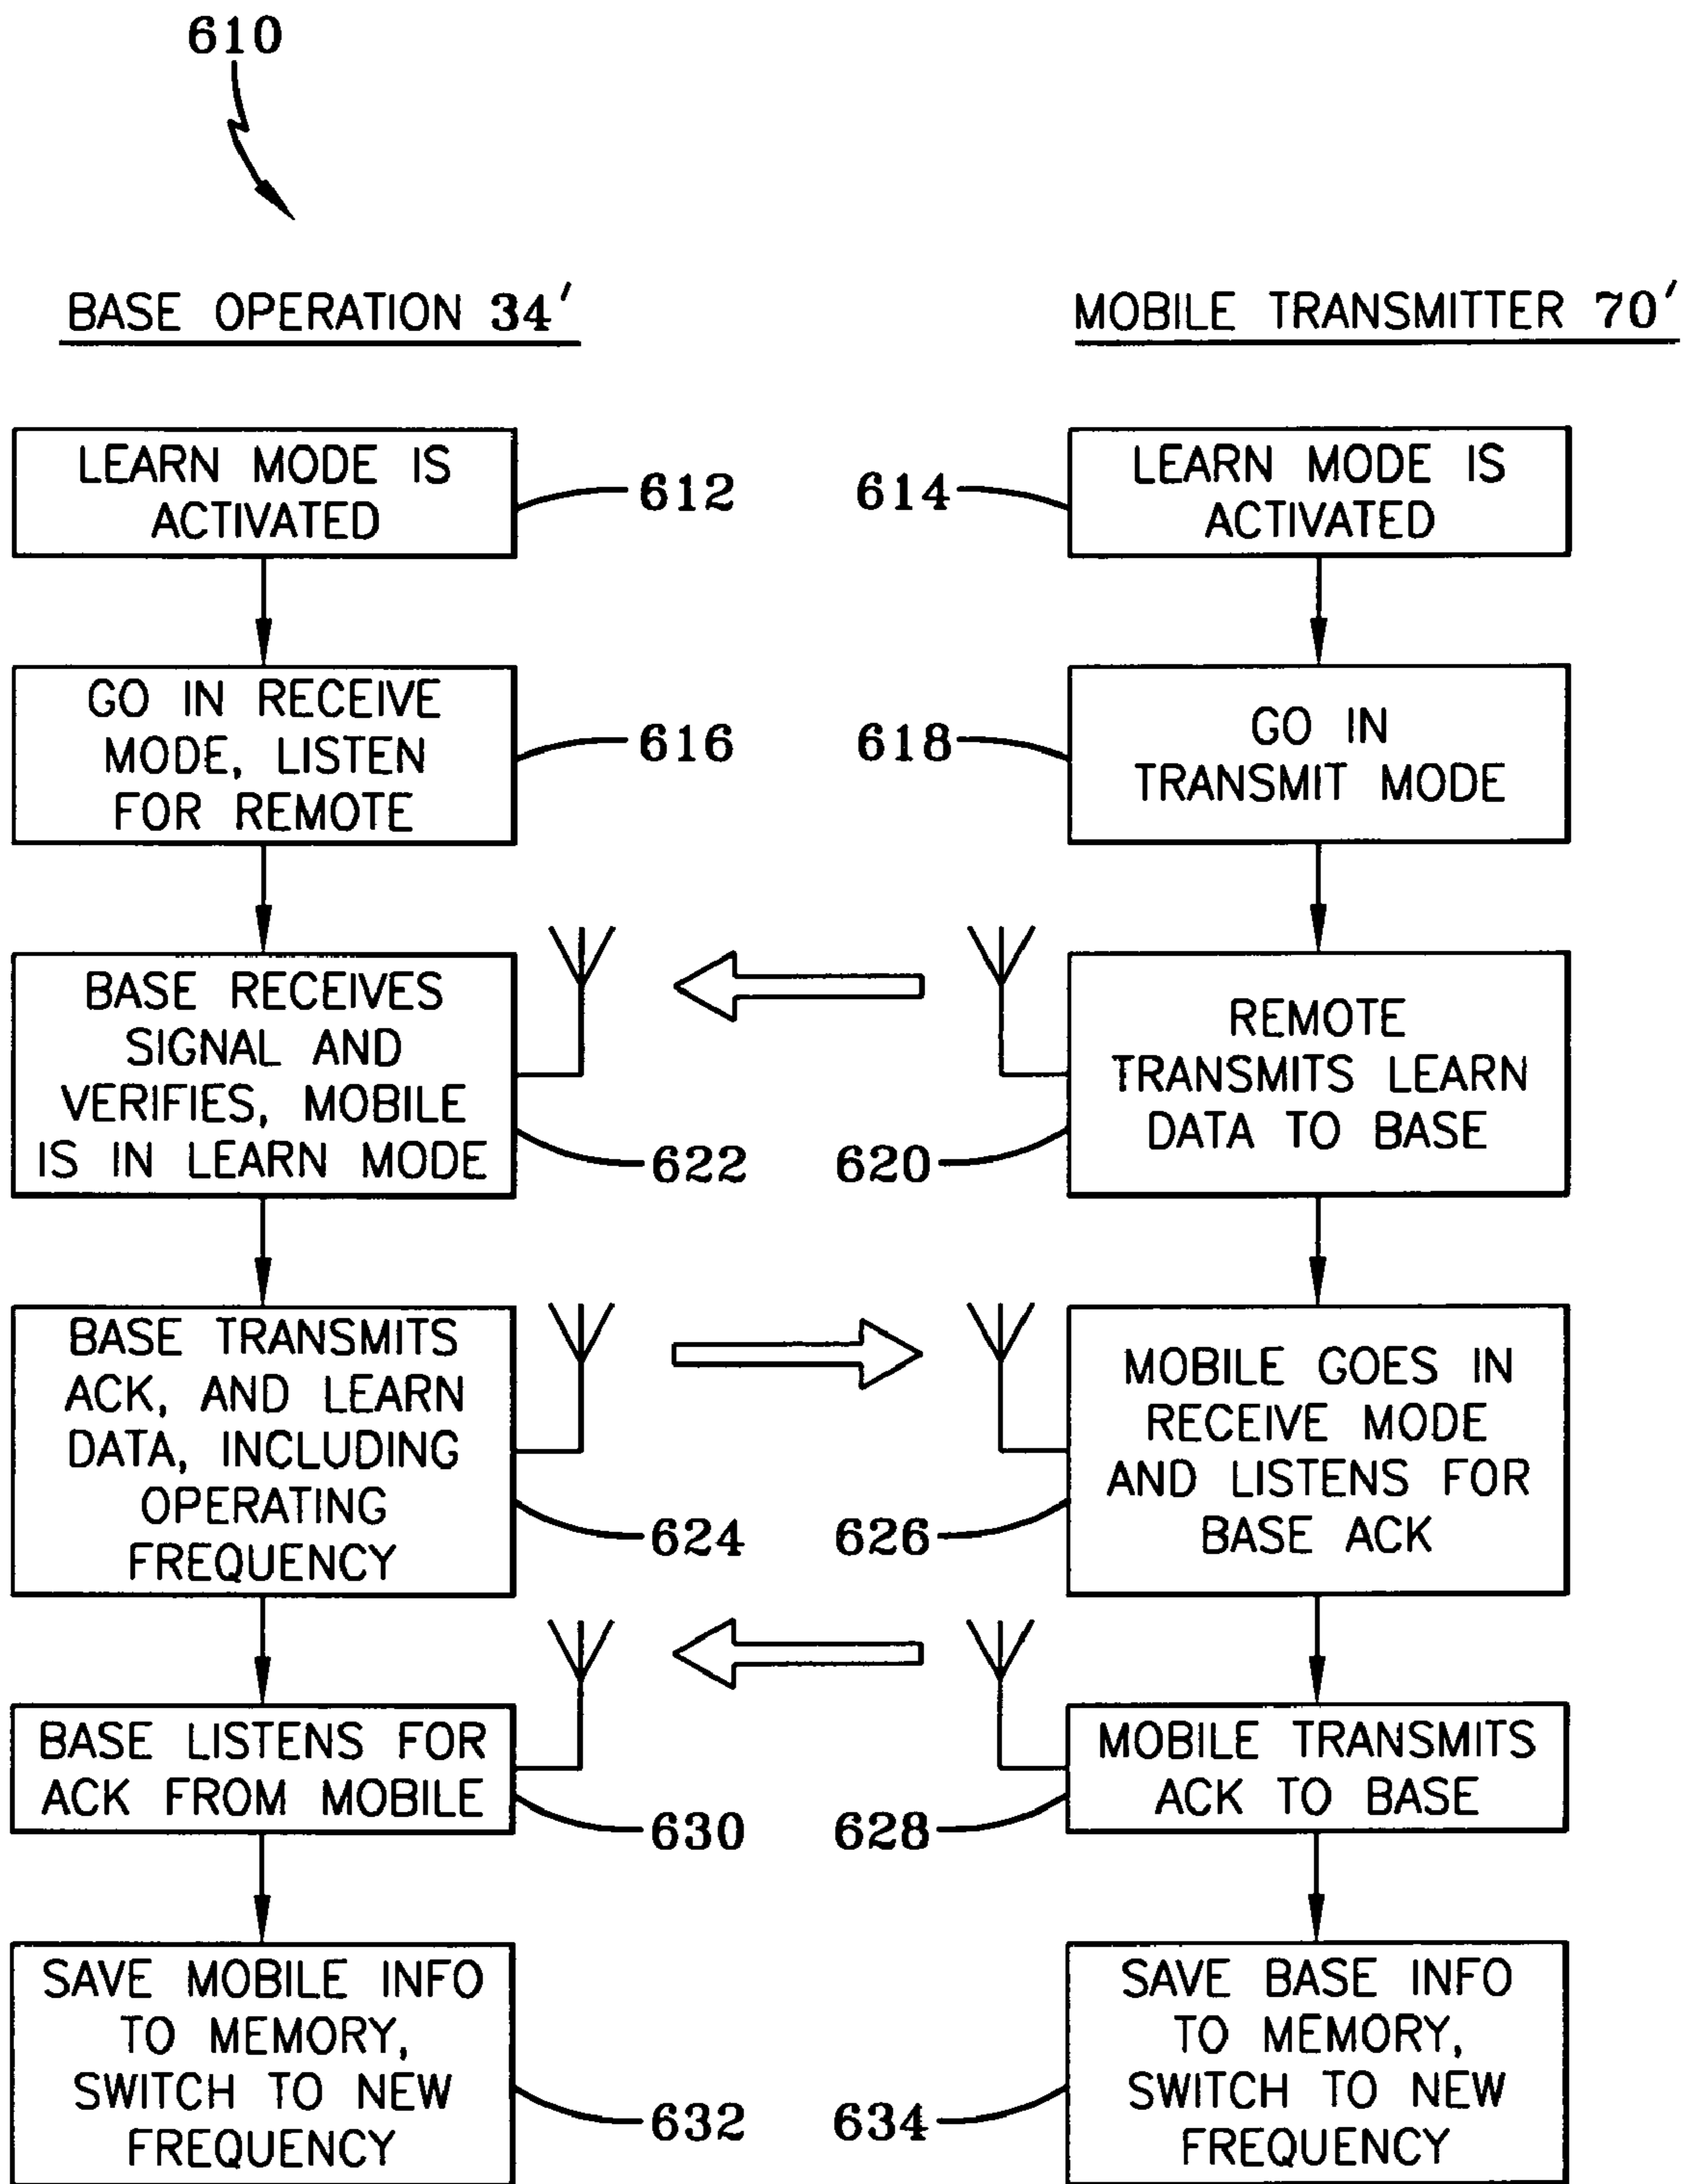 610
BASE OPERATION 34'
MOBILE TRANSMITTER 70'
LEARN MODE IS
ACTIVATED
612
614
LEARN MODE IS
ACTIVATED
GO IN RECEIVE
MODE, LISTEN
FOR REMOTE
616
618
GO IN
TRANSMIT MODE
BASE RECEIVES
SIGNAL AND
VERIFIES, MOBILE
IS IN LEARN MODE
622
620
REMOTE
TRANSMITS LEARN
DATA TO BASE
BASE TRANSMITS
ACK, AND LEARN
DATA, INCLUDING
OPERATING
FREQUENCY
624
626
MOBILE GOES IN
RECEIVE MODE
AND LISTENS FOR
BASE ACK
BASE LISTENS FOR
ACK FROM MOBILE
630
628
MOBILE TRANSMITS
ACK TO BASE
SAVE MOBILE INFO
TO MEMORY,
SWITCH TO NEW
FREQUENCY
632
634
SAVE BASE INFO
TO MEMORY,
SWITCH TO NEW
FREQUENCY